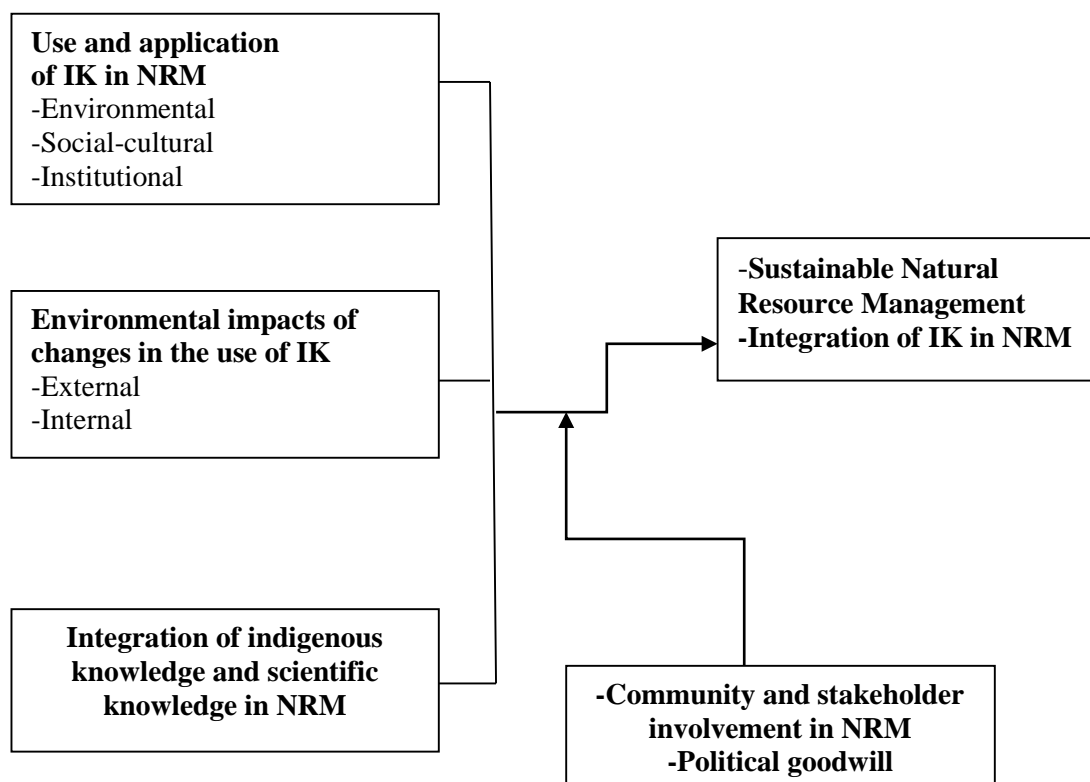 Use and application
of IK in NRM
-Environmental
-Social-cultural
-Institutional
Environmental impacts of
changes in the use of IK
-External
-Internal
Integration of indigenous
knowledge and scientific
knowledge in NRM
-Sustainable Natural
Resource Management
-Integration of IK in NRM
-Community and stakeholder
involvement in NRM
-Political goodwill